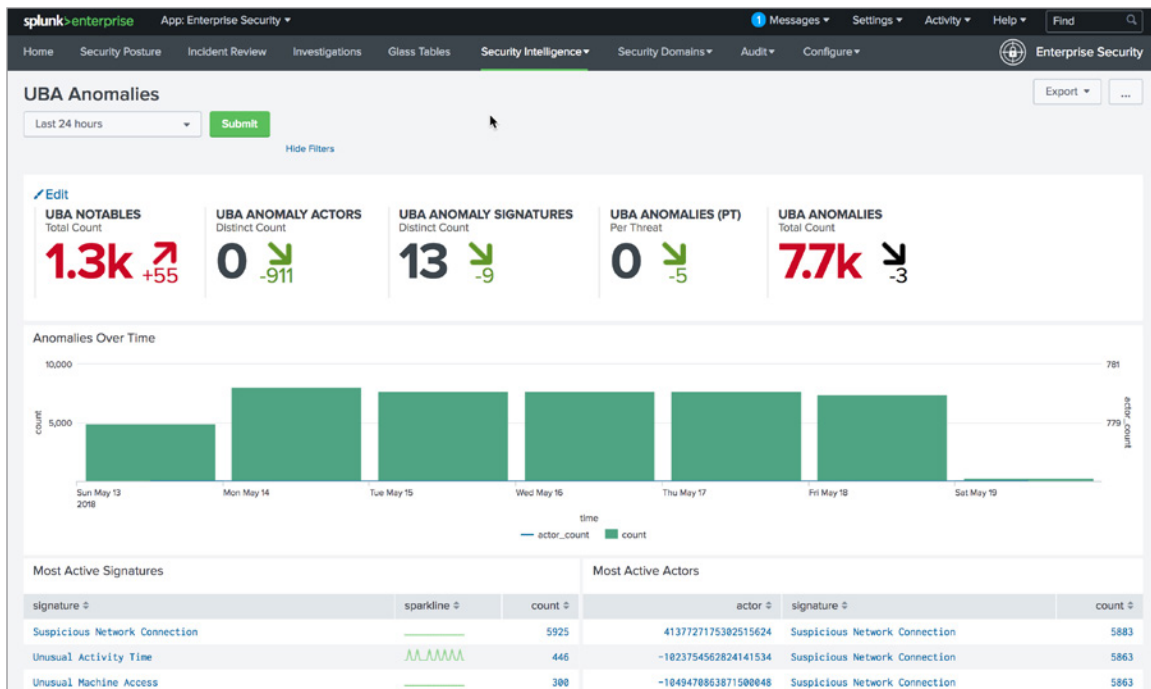 splunk>enterprise App: Enterprise Security ▾ 1 Messages ▾ Settings ▾ Activity ▾ Help ▾ Find
Home Security Posture Incident Review Investigations Glass Tables Security Intelligence ▾ Security Domains ▾ Audit ▾ Configure ▾ Enterprise Security
UBA Anomalies Export ▾ ...
Last 24 hours Submit
Hide Filters
Edit
UBA NOTABLES UBA ANOMALY ACTORS UBA ANOMALY SIGNATURES UBA ANOMALIES (PT) UBA ANOMALIES
Total Count Distinct Count Distinct Count Per Threat Total Count
1.3k +55 0 -911 13 -9 0 -5 7.7k -3
Anomalies Over Time
10,000 781
5,000 779
count actor_count
Sun May 13 Mon May 14 Tue May 15 Wed May 16 Thu May 17 Fri May 18 Sat May 19
2018
time
actor_count count
Most Active Signatures Most Active Actors
signature sparkline count actor signature count
Suspicious Network Connection 5925 4137727175302515624 Suspicious Network Connection 5883
Unusual Activity Time 446 -1023754562824141534 Suspicious Network Connection 5863
Unusual Machine Access 300 -1049470863871500048 Suspicious Network Connection 5863